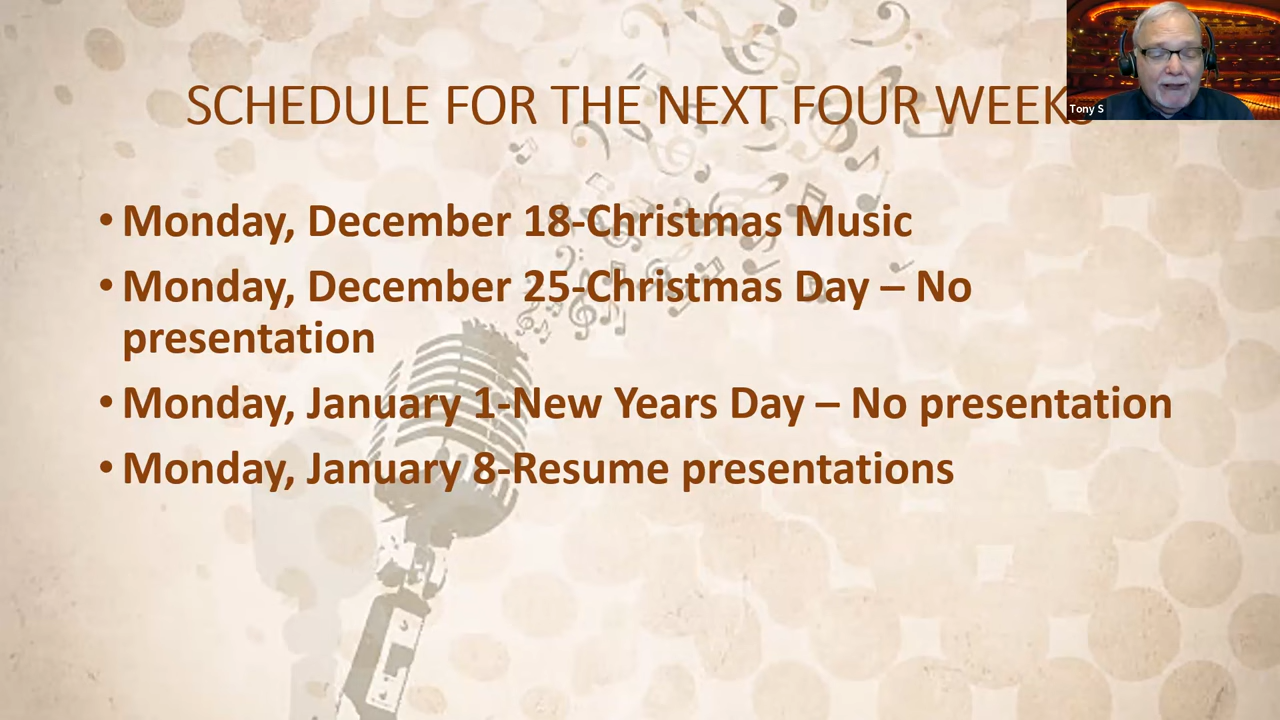 SCHEDULE FOR THE NEXT FOUR WEEKS
Tony S
• Monday, December 18-Christmas Music
• Monday, December 25-Christmas Day – No
presentation
• Monday, January 1-New Years Day – No presentation
• Monday, January 8-Resume presentations